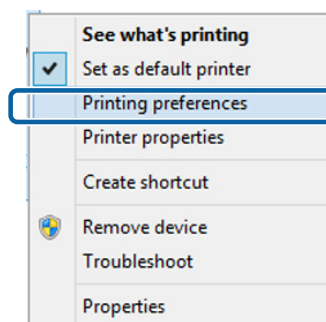 See what's printing
Set as default printer
Printing preferences
Printer properties
Create shortcut
Remove device
Troubleshoot
Properties